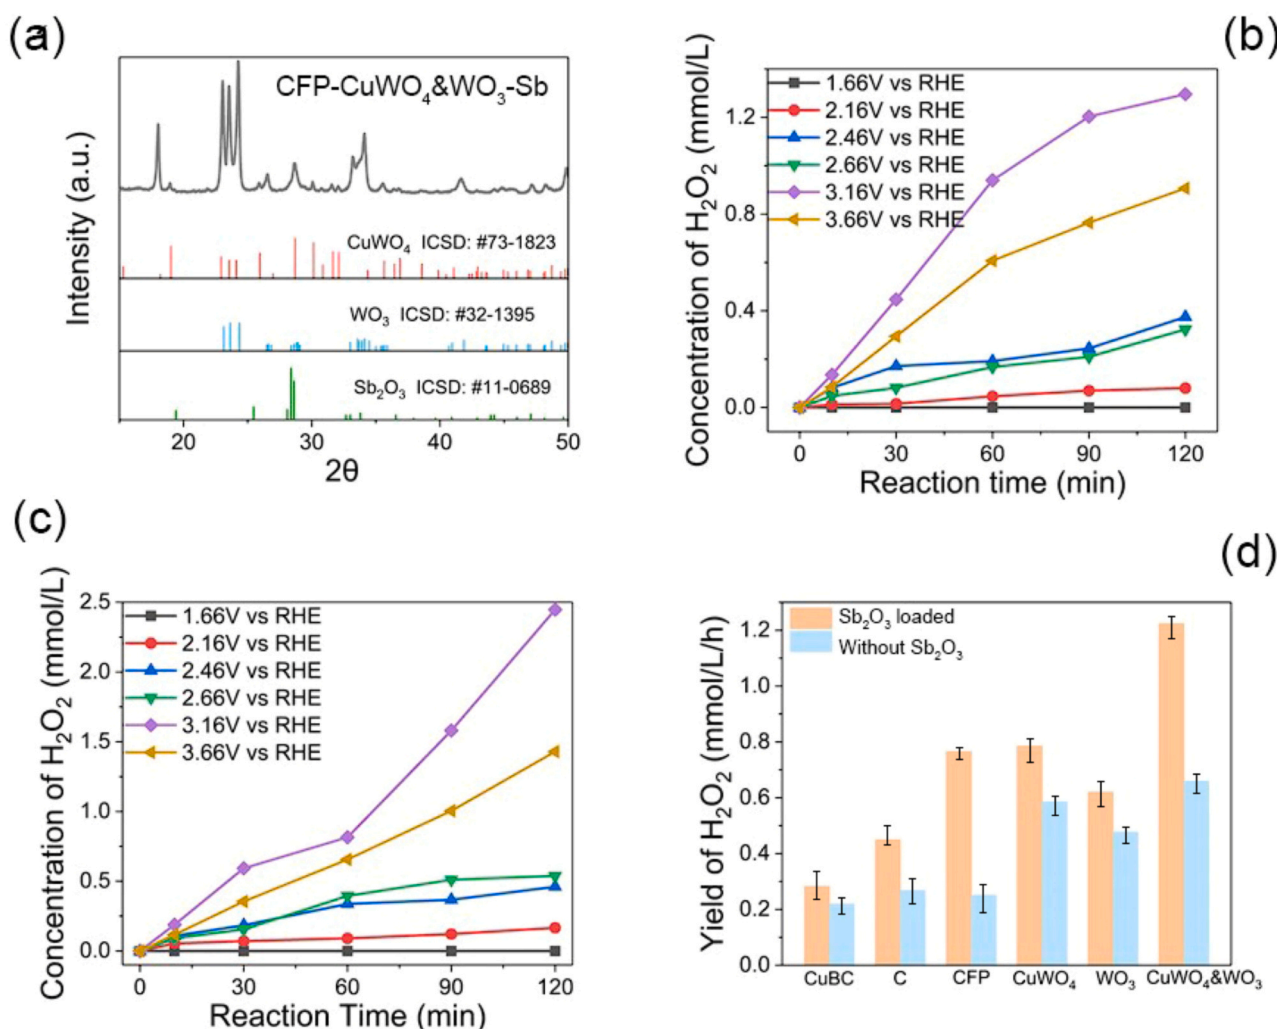 (a)
CFP-CuWO₄&WO₃-Sb
CuWO₄ ICSD: #73-1823
WO₃ ICSD: #32-1395
Sb₂O₃ ICSD: #11-0689
Intensity (a.u.)
20 30 40 50
2θ
(b)
1.66V vs RHE
2.16V vs RHE
2.46V vs RHE
2.66V vs RHE
3.16V vs RHE
3.66V vs RHE
Concentration of H₂O₂ (mmol/L)
1.2
0.8
0.4
0.0
0 30 60 90 120
Reaction time (min)
(c)
1.66V vs RHE
2.16V vs RHE
2.46V vs RHE
2.66V vs RHE
3.16V vs RHE
3.66V vs RHE
Concentration of H₂O₂ (mmol/L)
2.5
2.0
1.5
1.0
0.5
0.0
0 30 60 90 120
Reaction Time (min)
(d)
Sb₂O₃ loaded
Without Sb₂O₃
Yield of H₂O₂ (mmol/L/h)
1.2
1.0
0.8
0.6
0.4
0.2
0.0
CuBC C CFP CuWO₄ WO₃ CuWO₄&WO₃